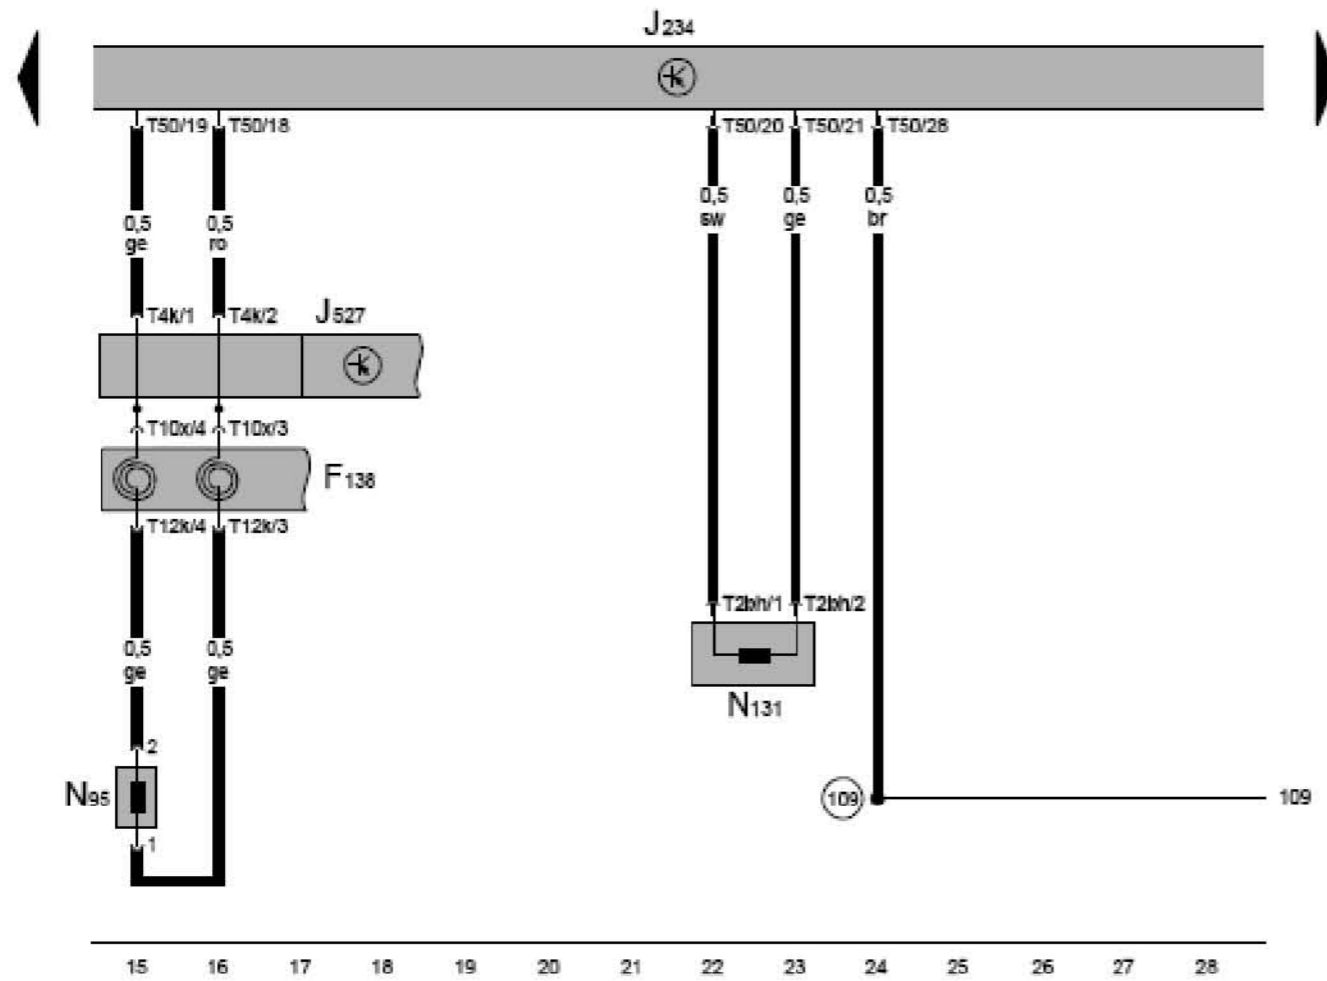 J234
T50/19 T50/18 T50/20 T50/21 T50/28
0,5 0,5 0,5
sw ge br
0,5 0,5
ge ro
T4k/1 T4k/2 J527
T10x/4 T10x/3
F138
T12k/4 T12k/3
T2bh/1 T2bh/2
0,5 0,5
ge ge
N131
2
N95
109 109
1
15 16 17 18 19 20 21 22 23 24 25 26 27 28